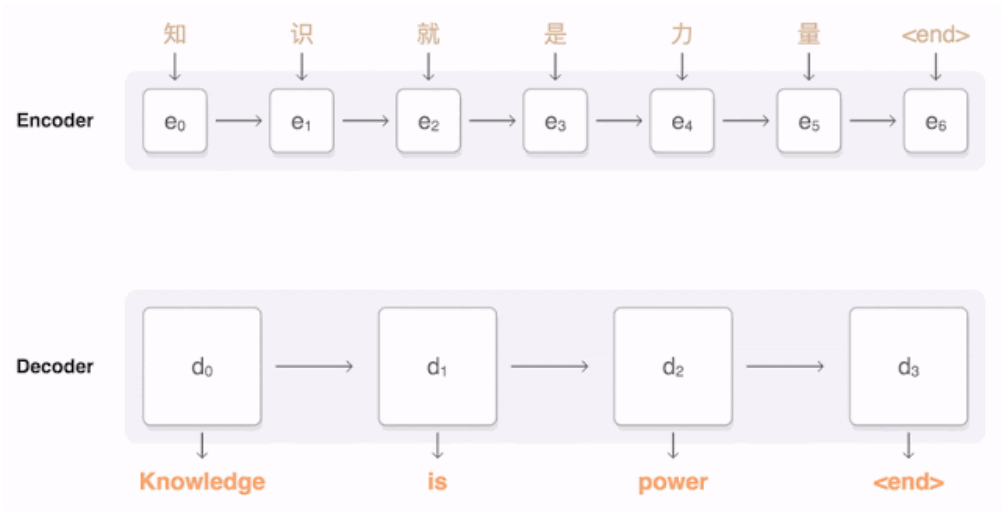 知 识 就 是 力 量 <end>
Encoder e₀ e₁ e₂ e₃ e₄ e₅ e₆
Decoder d₀ d₁ d₂ d₃
Knowledge is power <end>